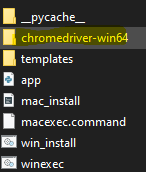 __pycache__
chromedriver-win64
templates
app
mac_install
macexec.command
win_install
winexec